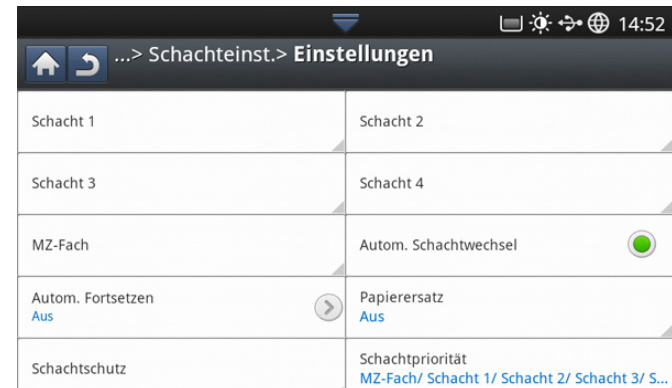 14:52
...> Schachteinst.> Einstellungen
Schacht 1
Schacht 2
Schacht 3
Schacht 4
MZ-Fach
Autom. Schachtwechsel
Autom. Fortsetzen
Aus
Papierersatz
Aus
Schachtschutz
Schachtpriorität
MZ-Fach/ Schacht 1/ Schacht 2/ Schacht 3/ S...